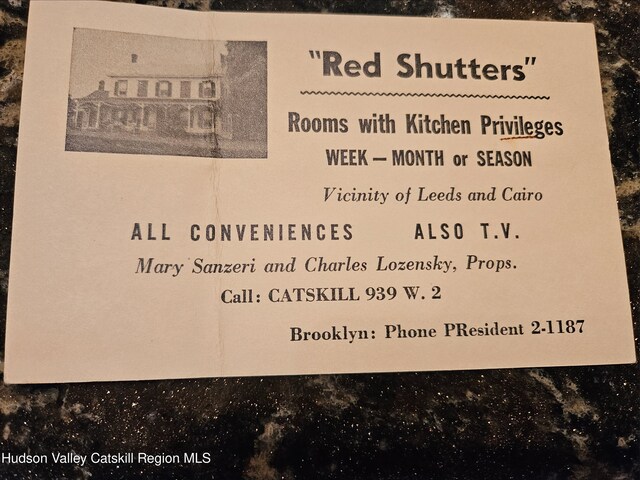 "Red Shutters"
Rooms with Kitchen Privileges
WEEK — MONTH or SEASON
Vicinity of Leeds and Cairo
ALL CONVENIENCES ALSO T.V.
Mary Sanzeri and Charles Lozensky, Props.
Call: CATSKILL 939 W. 2
Brooklyn: Phone PResident 2-1187
Hudson Valley Catskill Region MLS